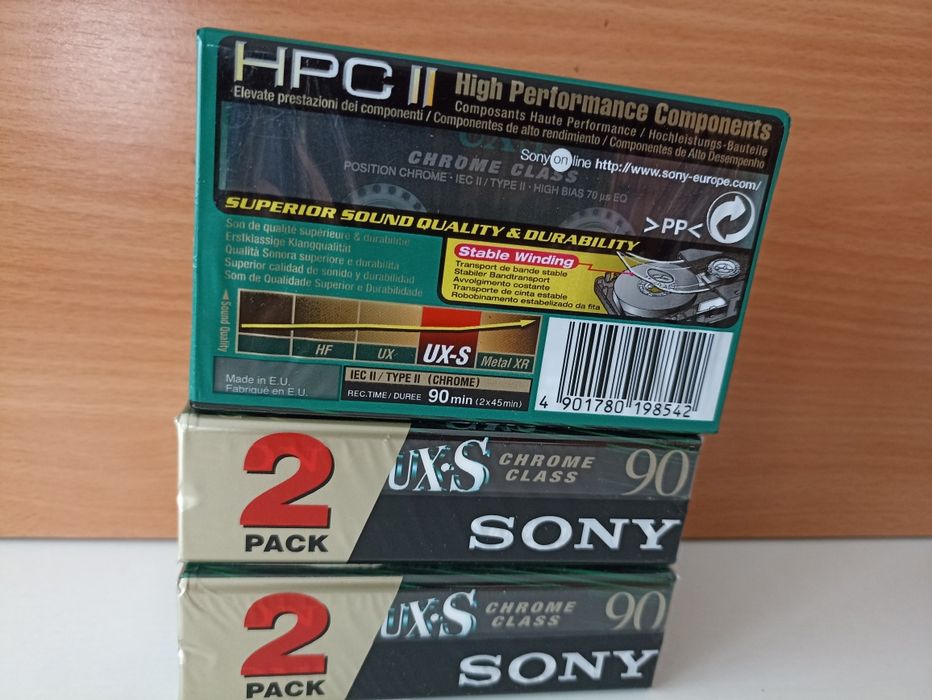 HPC II High Performance Components
Elevate prestazioni dei componenti / Composants Haute Performance / Hochleistungs-Bauteile
Componentes de alto rendimiento / Componentes de Alto Desempenho
Sony on line http://www.sony-europe.com/
CHROME CLASS
POSITION CHROME · IEC II / TYPE II · HIGH BIAS 70 µs EQ
>PP<
SUPERIOR SOUND QUALITY & DURABILITY
Son de qualité supérieure & durabilité
Erstklassige Klangqualität
Qualità Sonora superiore e durabilita
Superior calidad de sonido y durabilidad
Som de Qualidade Superior e Durabilidade
Stable Winding
Transport de bande stable
Stabiler Bandtransport
Avvolgimento costante
Transporte de cinta estable
Robobinamento estabelizado da fita
Sound Quality
HF UX UX-S Metal XR
Made in E.U.
Fabriqué en E.U.
IEC II / TYPE II (CHROME)
REC.TIME/DUREE 90 min (2x45min)
4 901780 198542
2 PACK
UX·S CHROME CLASS 90
SONY
2 PACK
UX·S CHROME CLASS 90
SONY